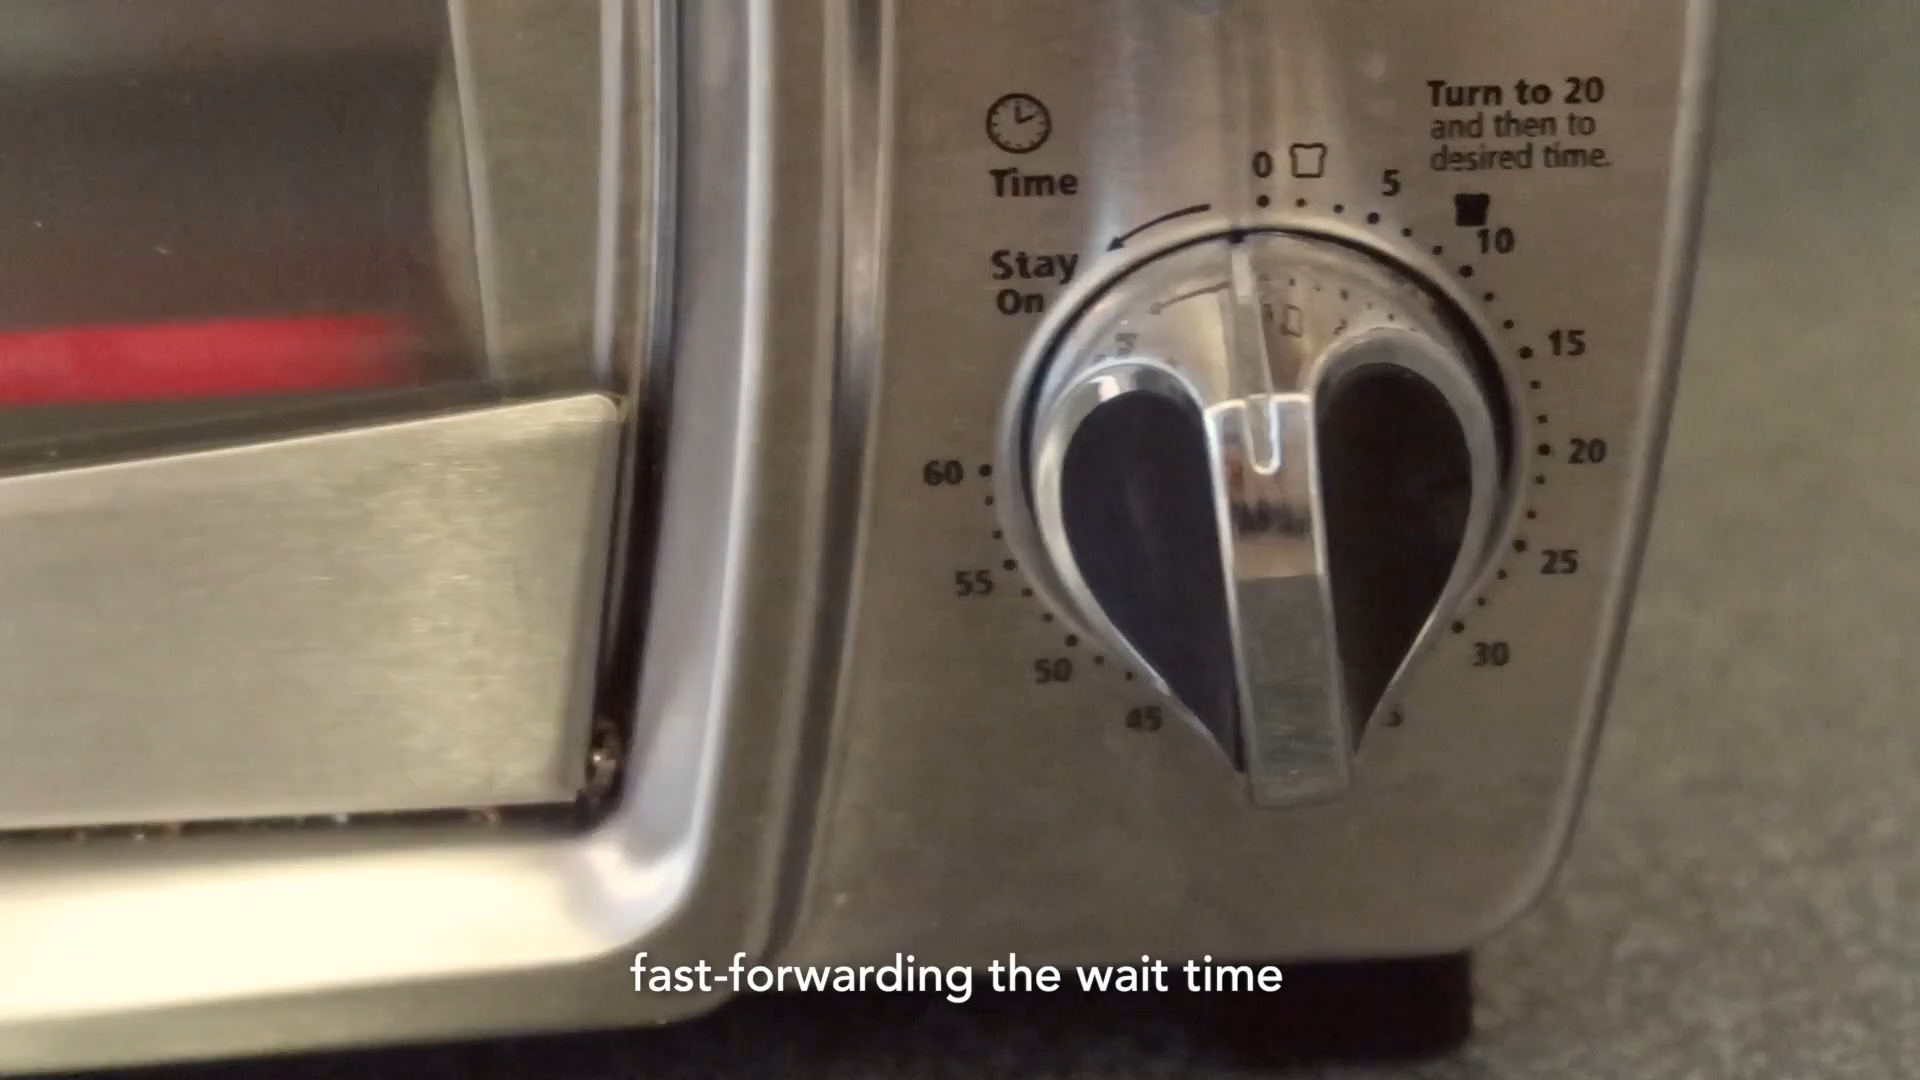 Turn to 20
and then to
desired time.
Time
Stay
On
0
5
10
15
20
25
30
45
50
55
60
fast-forwarding the wait time